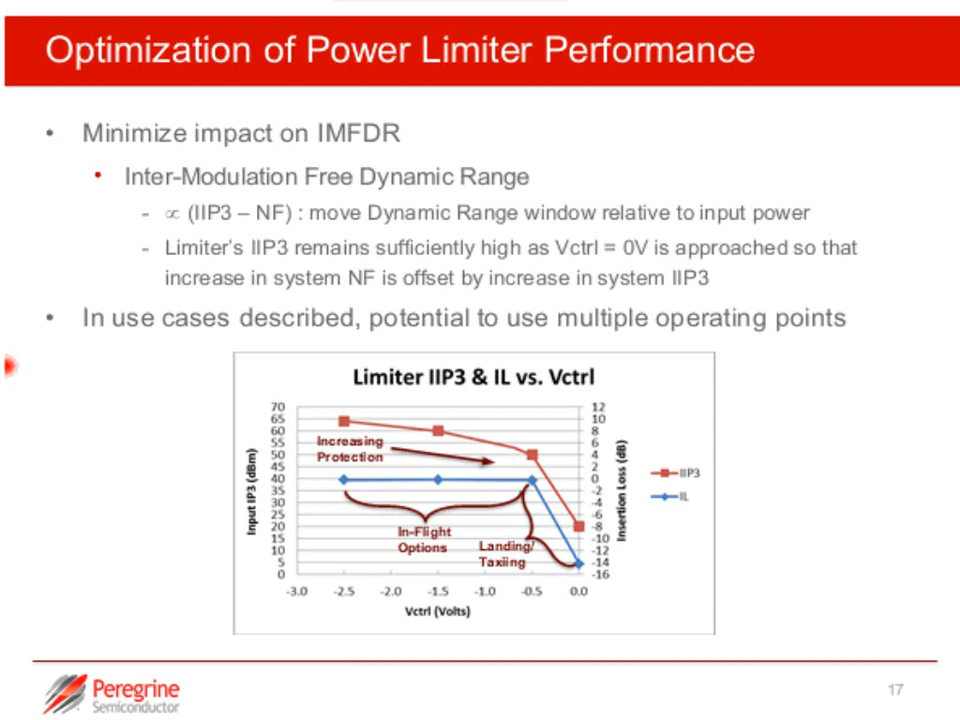 Optimization of Power Limiter Performance
• Minimize impact on IMFDR
• Inter-Modulation Free Dynamic Range
- ∝ (IIP3 – NF) : move Dynamic Range window relative to input power
- Limiter's IIP3 remains sufficiently high as Vctrl = 0V is approached so that
increase in system NF is offset by increase in system IIP3
• In use cases described, potential to use multiple operating points
Limiter IIP3 & IL vs. Vctrl
Input IP3 (dBm)
70
65
60
55
50
45
40
35
30
25
20
15
10
5
0
Increasing
Protection
In-Flight
Options
Landing/
Taxiing
12
10
8
6
4
2
0
-2
-4
-6
-8
-10
-12
-14
-16
Insertion Loss (dB)
IIP3
IL
-3.0 -2.5 -2.0 -1.5 -1.0 -0.5 0.0
Vctrl (Volts)
Peregrine
Semiconductor
17